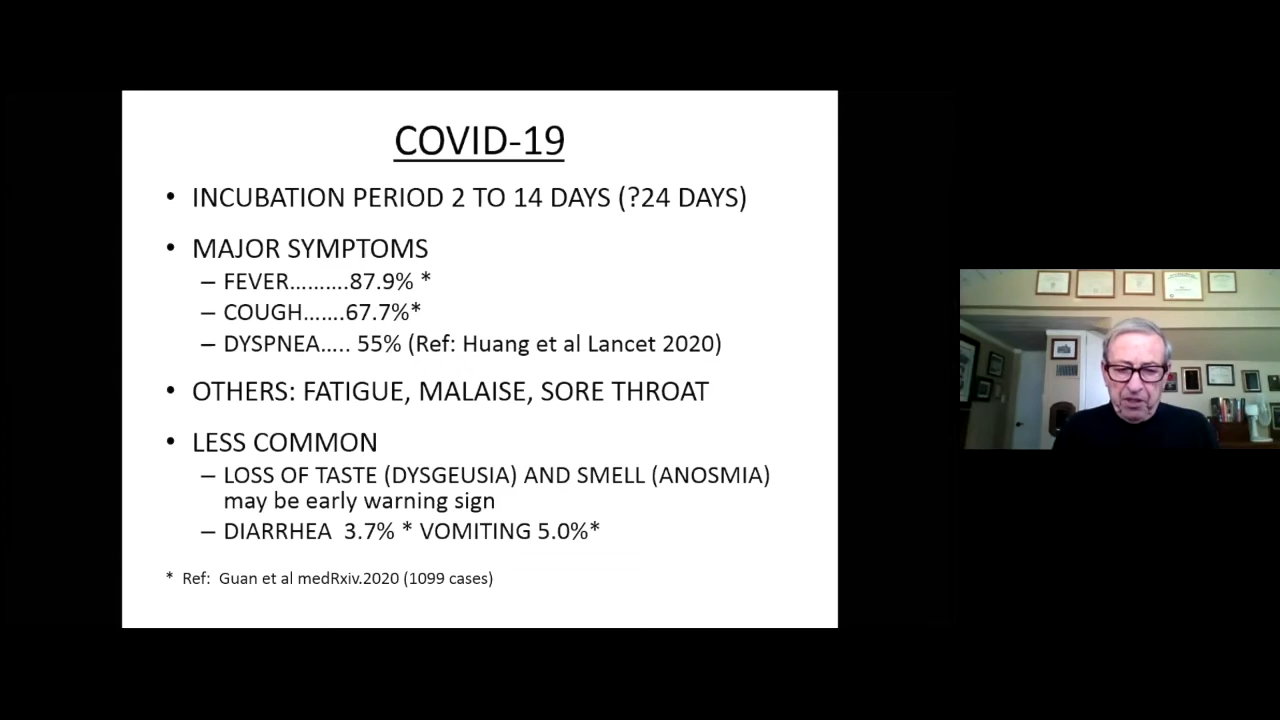 COVID-19
• INCUBATION PERIOD 2 TO 14 DAYS (?24 DAYS)
• MAJOR SYMPTOMS
– FEVER……….87.9% *
– COUGH…….67.7%*
– DYSPNEA….. 55% (Ref: Huang et al Lancet 2020)
• OTHERS: FATIGUE, MALAISE, SORE THROAT
• LESS COMMON
– LOSS OF TASTE (DYSGEUSIA) AND SMELL (ANOSMIA)
may be early warning sign
– DIARRHEA 3.7% * VOMITING 5.0%*
* Ref: Guan et al medRxiv.2020 (1099 cases)